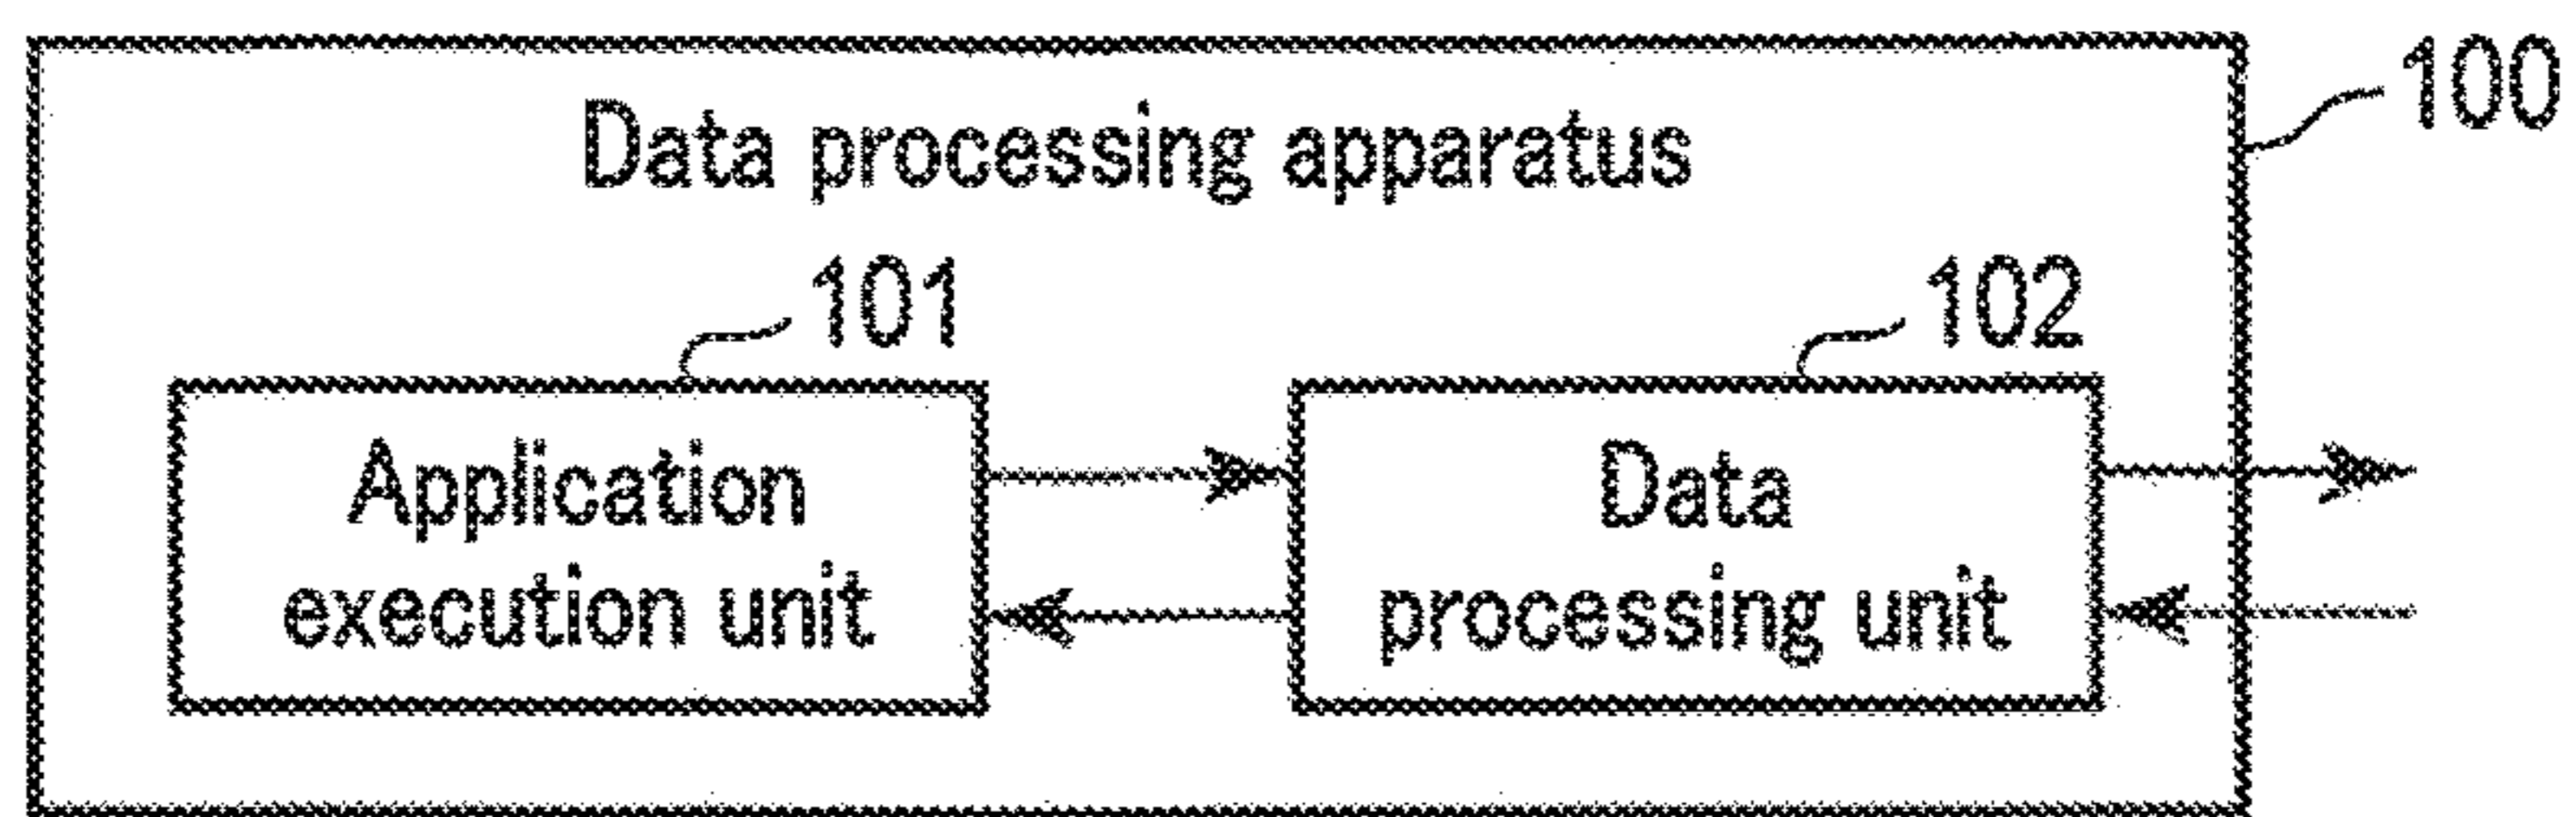 100
Data processing apparatus
101
102
Application
execution unit
Data
processing unit